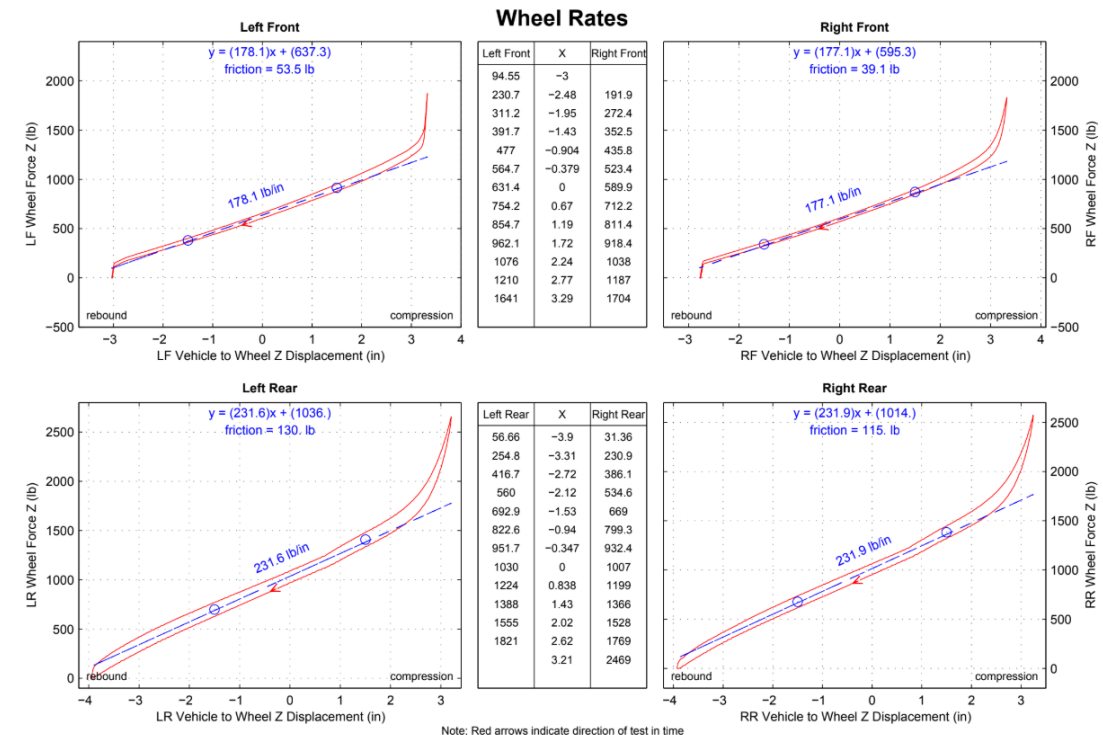 Wheel Rates
Left Front
y = (178.1)x + (637.3)
friction = 53.5 lb
178.1 lb/in
LF Wheel Force Z (lb)
2000
1500
1000
500
0
−500
rebound
compression
−3 −2 −1 0 1 2 3 4
LF Vehicle to Wheel Z Displacement (in)
Left Front X Right Front
94.55 −3
230.7 −2.48 191.9
311.2 −1.95 272.4
391.7 −1.43 352.5
477 −0.904 435.8
564.7 −0.379 523.4
631.4 0 589.9
754.2 0.67 712.2
854.7 1.19 811.4
962.1 1.72 918.4
1076 2.24 1038
1210 2.77 1187
1641 3.29 1704
Right Front
y = (177.1)x + (595.3)
friction = 39.1 lb
177.1 lb/in
RF Wheel Force Z (lb)
2000
1500
1000
500
0
−500
rebound
compression
−3 −2 −1 0 1 2 3 4
RF Vehicle to Wheel Z Displacement (in)
Left Rear
y = (231.6)x + (1036.)
friction = 130. lb
231.6 lb/in
LR Wheel Force Z (lb)
2500
2000
1500
1000
500
0
rebound
compression
−4 −3 −2 −1 0 1 2 3
LR Vehicle to Wheel Z Displacement (in)
Left Rear X Right Rear
56.66 −3.9 31.36
254.8 −3.31 230.9
416.7 −2.72 386.1
560 −2.12 534.6
692.9 −1.53 669
822.6 −0.94 799.3
951.7 −0.347 932.4
1030 0 1007
1224 0.838 1199
1388 1.43 1366
1555 2.02 1528
1821 2.62 1769
3.21 2469
Right Rear
y = (231.9)x + (1014.)
friction = 115. lb
231.9 lb/in
RR Wheel Force Z (lb)
2500
2000
1500
1000
500
0
rebound
compression
−4 −3 −2 −1 0 1 2 3
RR Vehicle to Wheel Z Displacement (in)
Note: Red arrows indicate direction of test in time